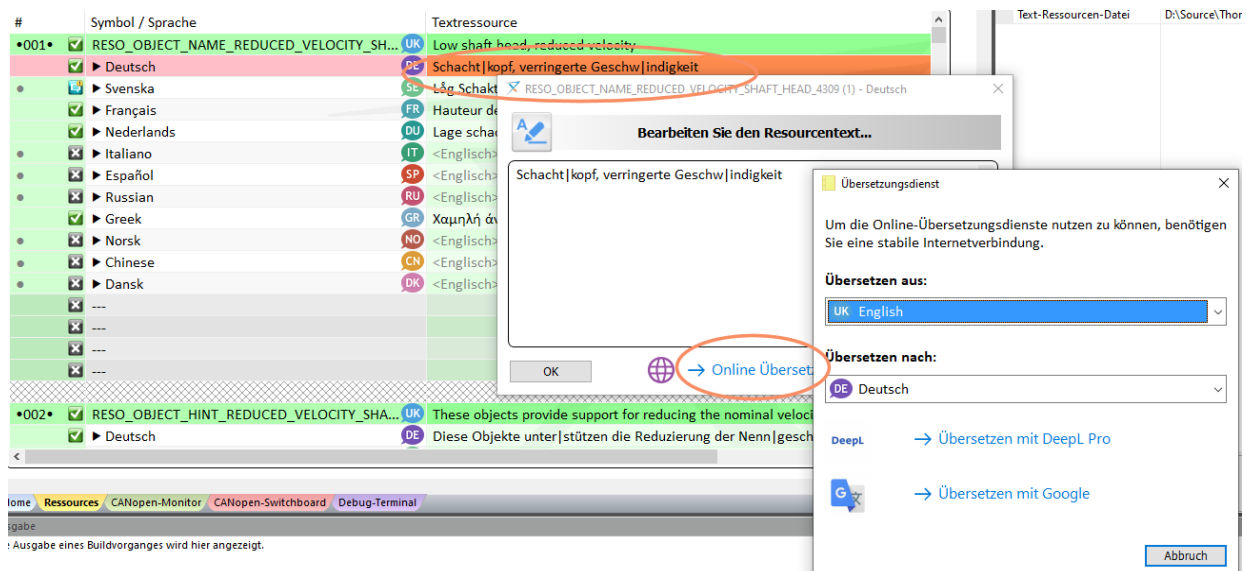 # Symbol / Sprache Textressource
•001• RESO_OBJECT_NAME_REDUCED_VELOCITY_SH... UK Low shaft head, reduced velocity
▶ Deutsch DE Schacht|kopf, verringerte Geschw|indigkeit
▶ Svenska SE Låg Schakt
▶ Français FR Hauteur de
▶ Nederlands DU Lage scha
▶ Italiano IT <Englisch>
▶ Español SP <Englisch>
▶ Russian RU <Englisch>
▶ Greek GR Χαμηλή
▶ Norsk NO <Englisch>
▶ Chinese CN <Englisch>
▶ Dansk DK <Englisch>
---
---
---
---
•002• RESO_OBJECT_HINT_REDUCED_VELOCITY_SHA... UK These objects provide support for reducing the nominal veloci
▶ Deutsch DE Diese Objekte unter|stützen die Reduzierung der Nenn|gesch
Text-Ressourcen-Datei D:\Source\Thor
RESO_OBJECT_NAME_REDUCED_VELOCITY_SHAFT_HEAD_4309 (1) - Deutsch
A
Bearbeiten Sie den Resourcentext...
Schacht|kopf, verringerte Geschw|indigkeit
OK → Online Überset
Übersetzungsdienst
Um die Online-Übersetzungsdienste nutzen zu können, benötigen
Sie eine stabile Internetverbindung.
Übersetzen aus:
UK English
Übersetzen nach:
DE Deutsch
DeepL → Übersetzen mit DeepL Pro
G → Übersetzen mit Google
Abbruch
ome Ressources CANopen-Monitor CANopen-Switchboard Debug-Terminal
sgabe
e Ausgabe eines Buildvorganges wird hier angezeigt.